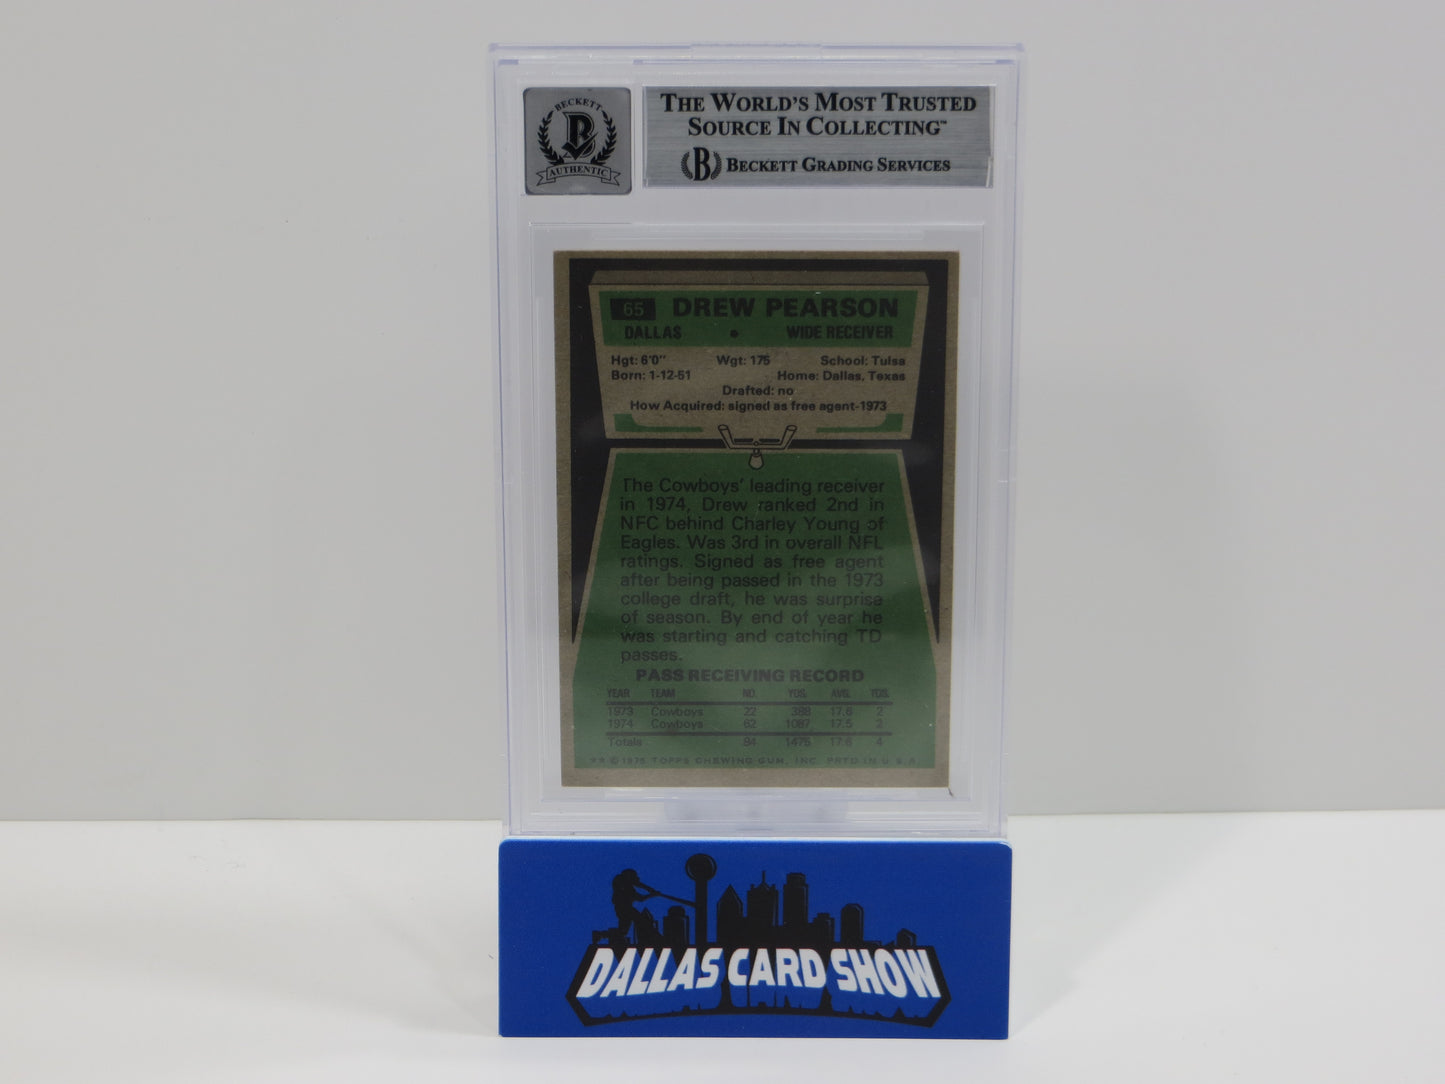 BECKETT
B
AUTHENTIC
THE WORLD'S MOST TRUSTED
SOURCE IN COLLECTING™
B BECKETT GRADING SERVICES
65 DREW PEARSON
DALLAS • WIDE RECEIVER
Hgt: 6'0" Wgt: 175 School: Tulsa
Born: 1-12-51 Home: Dallas, Texas
Drafted: no
How Acquired: signed as free agent-1973
The Cowboys' leading receiver
in 1974, Drew ranked 2nd in
NFC behind Charley Young of
Eagles. Was 3rd in overall NFL
ratings. Signed as free agent
after being passed in the 1973
college draft, he was surprise
of season. By end of year he
was starting and catching TD
passes.
PASS RECEIVING RECORD
YEAR TEAM NO. YDS. AVG. TDS.
1973 Cowboys 22 388 17.6 2
1974 Cowboys 62 1087 17.5 2
Totals 84 1475 17.6 4
** © 1975 TOPPS CHEWING GUM, INC. PRTD IN U.S.A.
DALLAS CARD SHOW